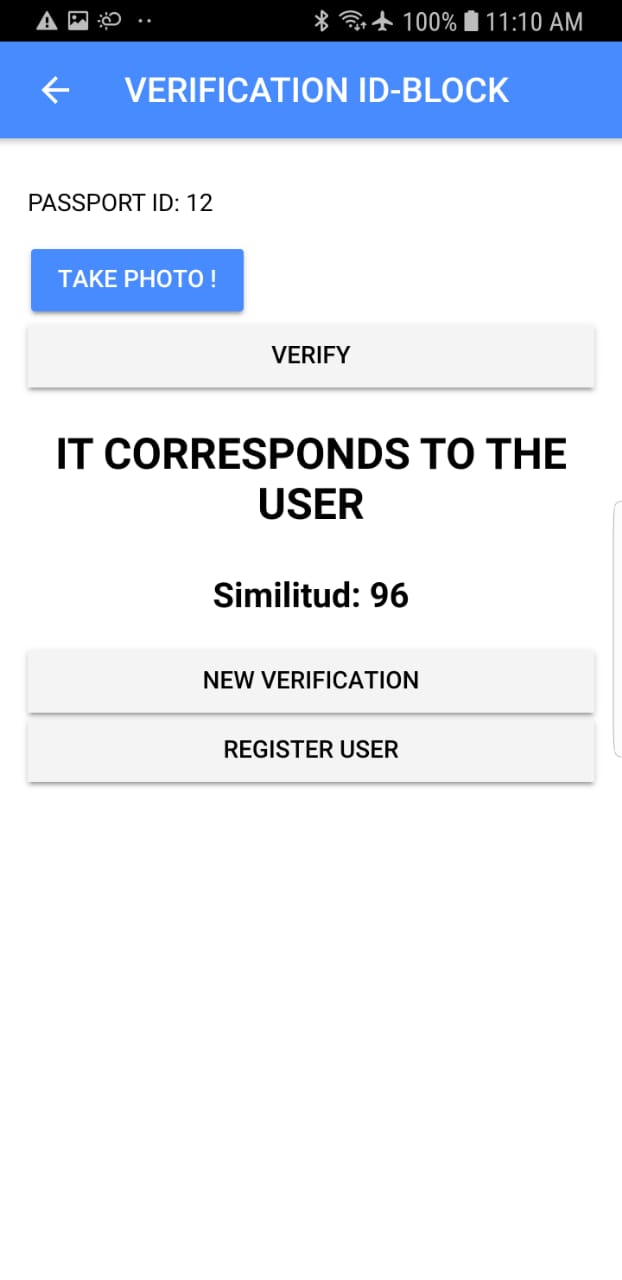 100% 11:10 AM
VERIFICATION ID-BLOCK
PASSPORT ID: 12
TAKE PHOTO !
VERIFY
IT CORRESPONDS TO THE
USER
Similitud: 96
NEW VERIFICATION
REGISTER USER